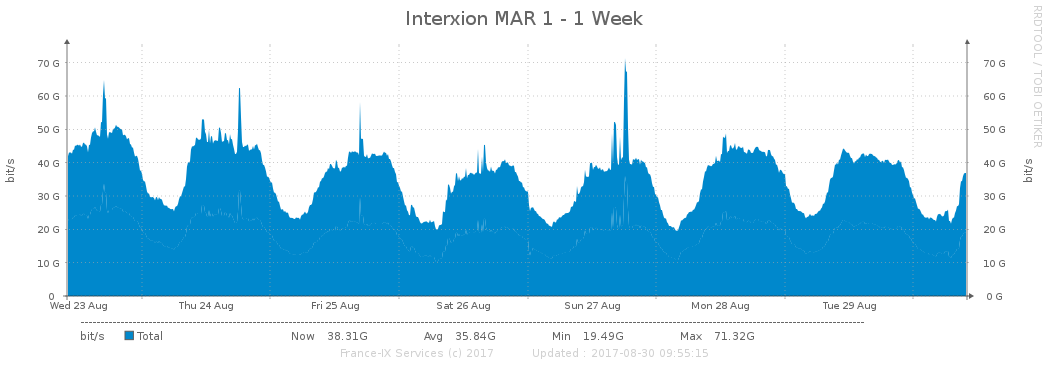 Interxion MAR 1 - 1 Week
RRDTOOL / TOBI OETIKER
bit/s
70 G 70 G
60 G 60 G
50 G 50 G
40 G 40 G
30 G 30 G
20 G 20 G
10 G 10 G
0 0 G
bit/s
Wed 23 Aug Thu 24 Aug Fri 25 Aug Sat 26 Aug Sun 27 Aug Mon 28 Aug Tue 29 Aug
bit/s Total Now 38.31G Avg 35.84G Min 19.49G Max 71.32G
France-IX Services (c) 2017 Updated : 2017-08-30 09:55:15